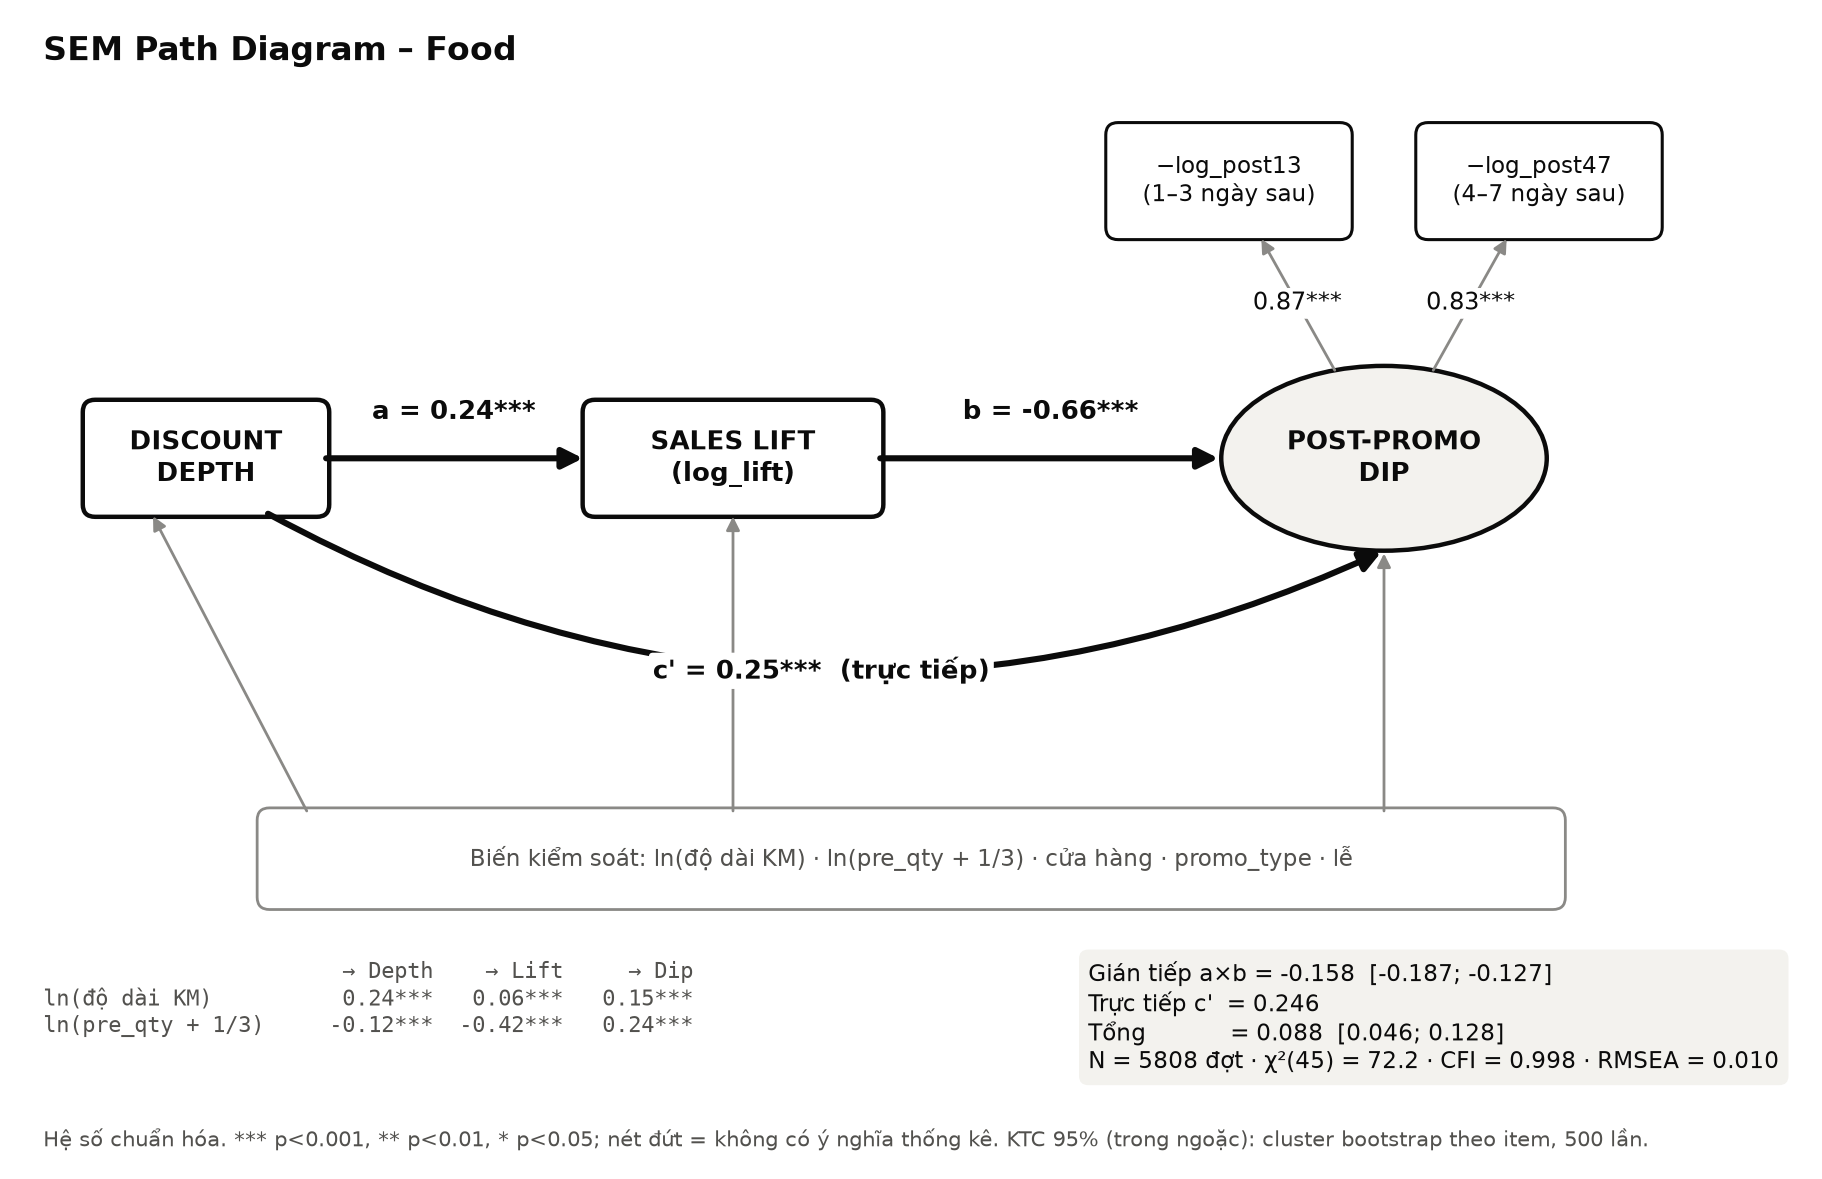 SEM Path Diagram – Food
−log_post13
(1–3 ngày sau)
−log_post47
(4–7 ngày sau)
0.87***
0.83***
a = 0.24***
b = -0.66***
DISCOUNT
DEPTH
SALES LIFT
(log_lift)
POST-PROMO
DIP
c' = 0.25***  (trực tiếp)
Biến kiểm soát: ln(độ dài KM) · ln(pre_qty + 1/3) · cửa hàng · promo_type · lễ
→ Depth → Lift → Dip
ln(độ dài KM) 0.24*** 0.06*** 0.15***
ln(pre_qty + 1/3) -0.12*** -0.42*** 0.24***
Gián tiếp a×b = -0.158  [-0.187; -0.127]
Trực tiếp c'  = 0.246
Tổng = 0.088  [0.046; 0.128]
N = 5808 đợt · χ²(45) = 72.2 · CFI = 0.998 · RMSEA = 0.010
Hệ số chuẩn hóa. *** p<0.001, ** p<0.01, * p<0.05; nét đứt = không có ý nghĩa thống kê. KTC 95% (trong ngoặc): cluster bootstrap theo item, 500 lần.